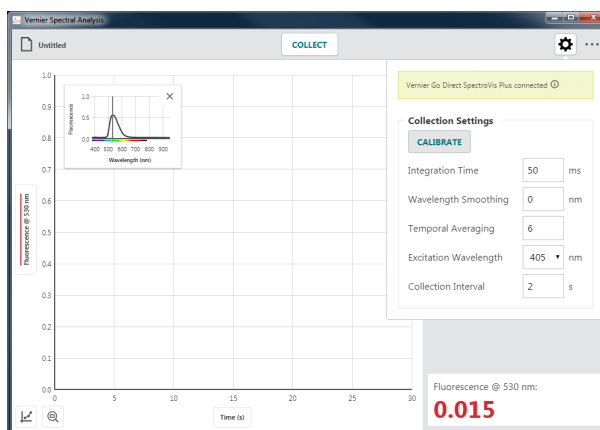 Vernier Spectral Analysis
Untitled
COLLECT
Vernier Go Direct SpectroVis Plus connected
Collection Settings
CALIBRATE
Integration Time 50 ms
Wavelength Smoothing 0 nm
Temporal Averaging 6
Excitation Wavelength 405 nm
Collection Interval 2 s
Fluorescence @ 530 nm:
0.015
Fluorescence @ 530 nm
1.0
0.9
0.8
0.7
0.6
0.5
0.4
0.3
0.2
0.1
0.0
0 5 10 15 20 25 30
Time (s)
Fluorescence
1.0
0.5
0.0
400 500 600 700 800 900
Wavelength (nm)